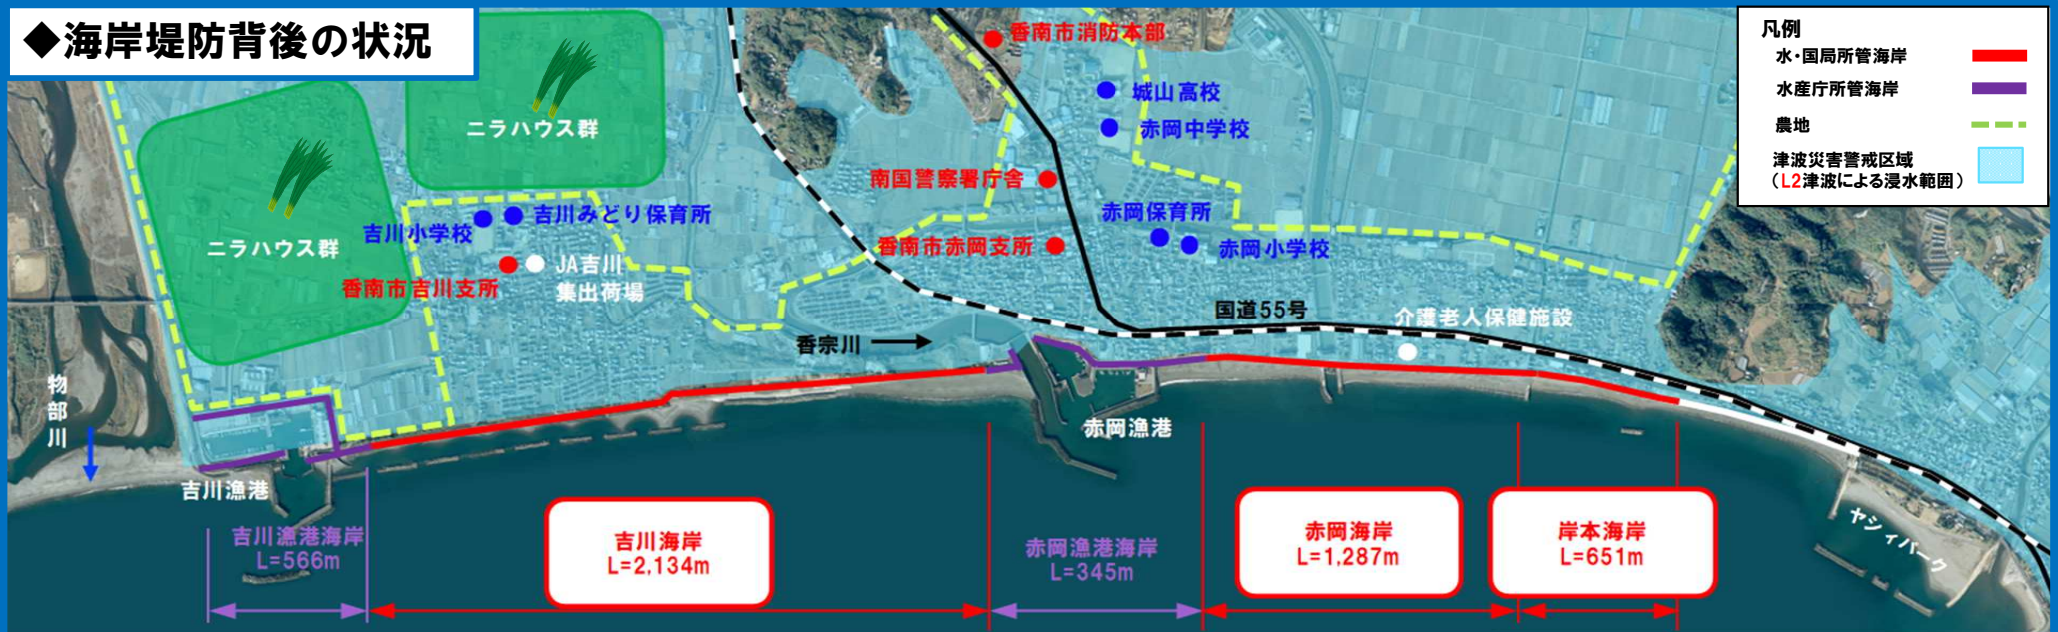 ◆海岸堤防背後の状況
凡例
水・国局所管海岸
水産庁所管海岸
農地
津波災害警戒区域
（L2津波による浸水範囲）
香南市消防本部
城山高校
赤岡中学校
ニラハウス群
南国警察署庁舎
赤岡保育所
吉川みどり保育所
吉川小学校
香南市赤岡支所
赤岡小学校
ニラハウス群
JA吉川
集出荷場
香南市吉川支所
国道55号
介護老人保健施設
香宗川
物部川
赤岡漁港
吉川漁港
ヤシィパーク
吉川漁港海岸
L=566m
吉川海岸
L=2,134m
赤岡漁港海岸
L=345m
赤岡海岸
L=1,287m
岸本海岸
L=651m